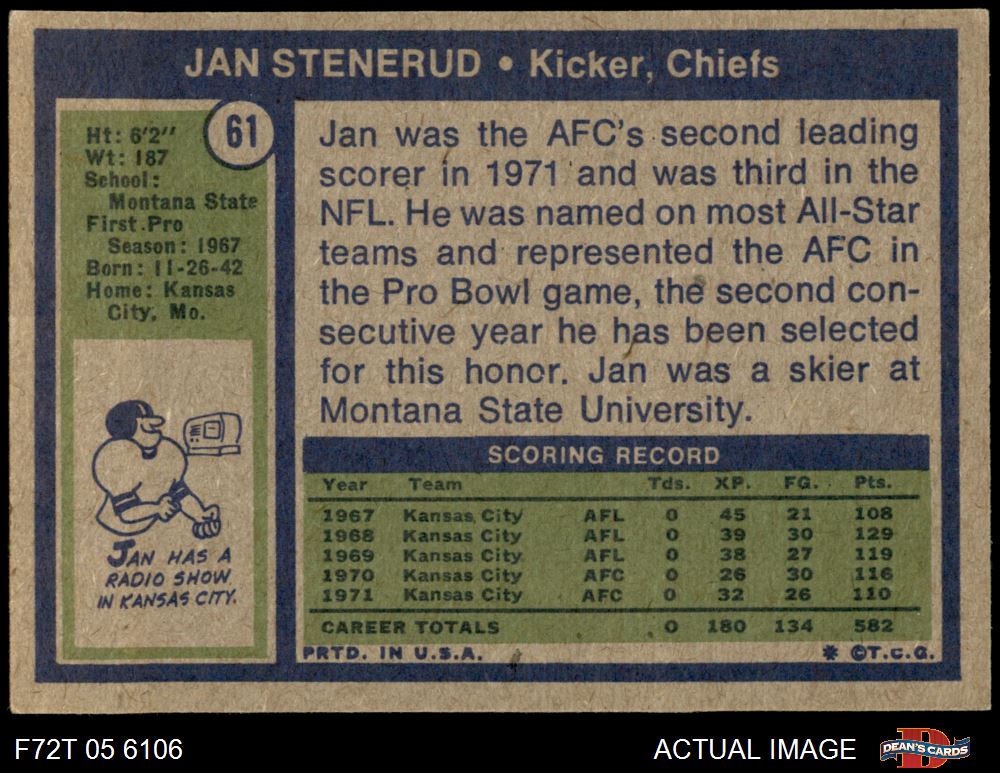 JAN STENERUD • Kicker, Chiefs
61
Ht: 6'2"
Wt: 187
School:
Montana State
First Pro
Season: 1967
Born: 11-26-42
Home: Kansas
City, Mo.
JAN HAS A
RADIO SHOW
IN KANSAS CITY.
Jan was the AFC's second leading
scorer in 1971 and was third in the
NFL. He was named on most All-Star
teams and represented the AFC in
the Pro Bowl game, the second con-
secutive year he has been selected
for this honor. Jan was a skier at
Montana State University.
SCORING RECORD
Year Team Tds. XP. FG. Pts.
1967 Kansas City AFL 0 45 21 108
1968 Kansas City AFL 0 39 30 129
1969 Kansas City AFL 0 38 27 119
1970 Kansas City AFC 0 26 30 116
1971 Kansas City AFC 0 32 26 110
CAREER TOTALS 0 180 134 582
PRTD. IN U.S.A. * ©T.C.G.
F72T 05 6106 ACTUAL IMAGE DEAN'S CARDS